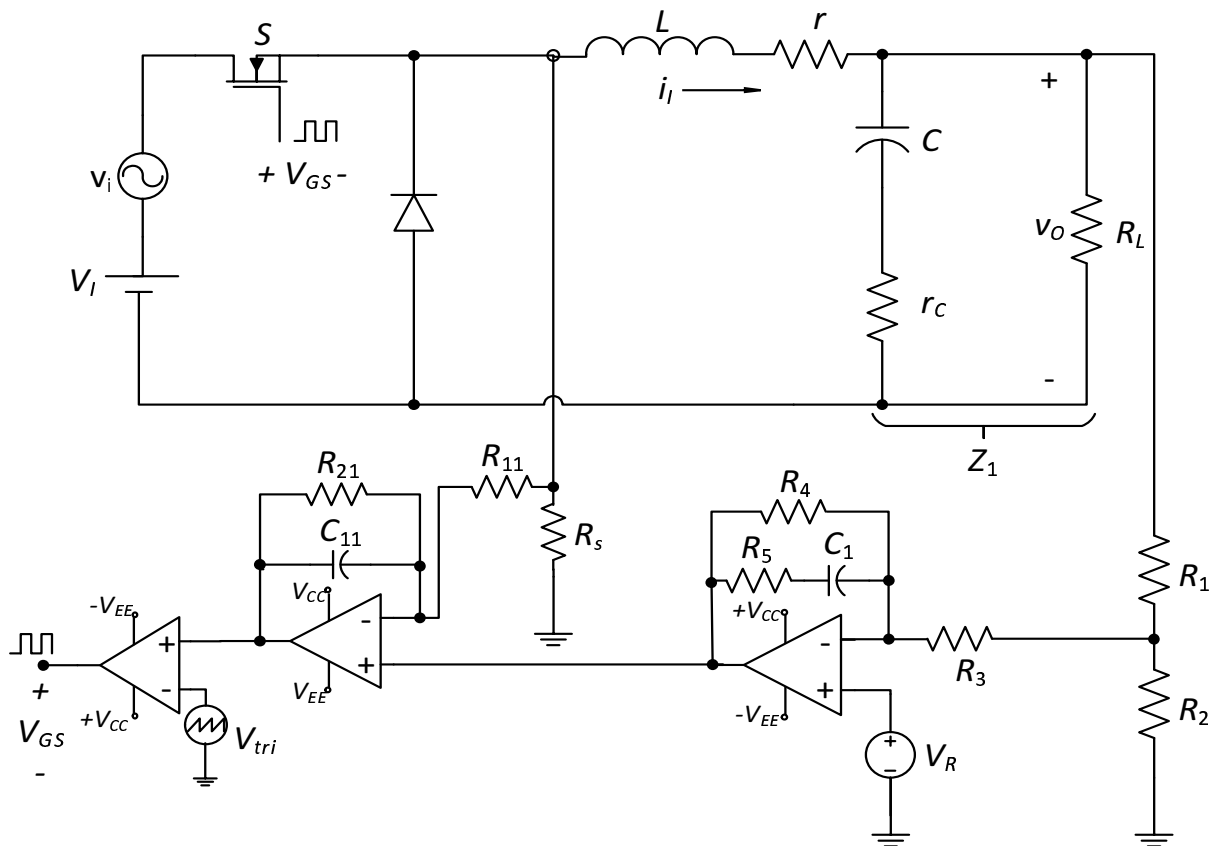 S
L
r
i_I
+ V_GS -
v_i
V_I
C
r_C
+
v_O
R_L
-
Z_1
R_21
C_11
R_11
R_s
R_4
R_5
C_1
R_3
R_1
R_2
V_CC
V_EE
-
+
+V_CC
-V_EE
-
+
-V_EE
+V_CC
+
-
V_tri
+
V_GS
-
+
-
V_R